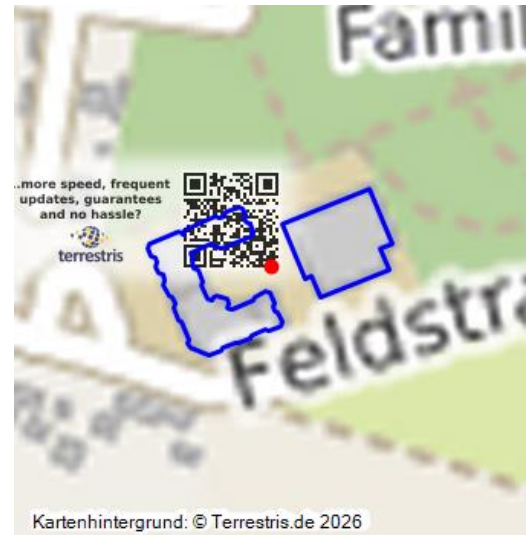 Famil
...more speed, frequent
updates, guarantees
and no hassle?
terrestris
Feldstra
Kartenhintergrund: © Terrestris.de 2026